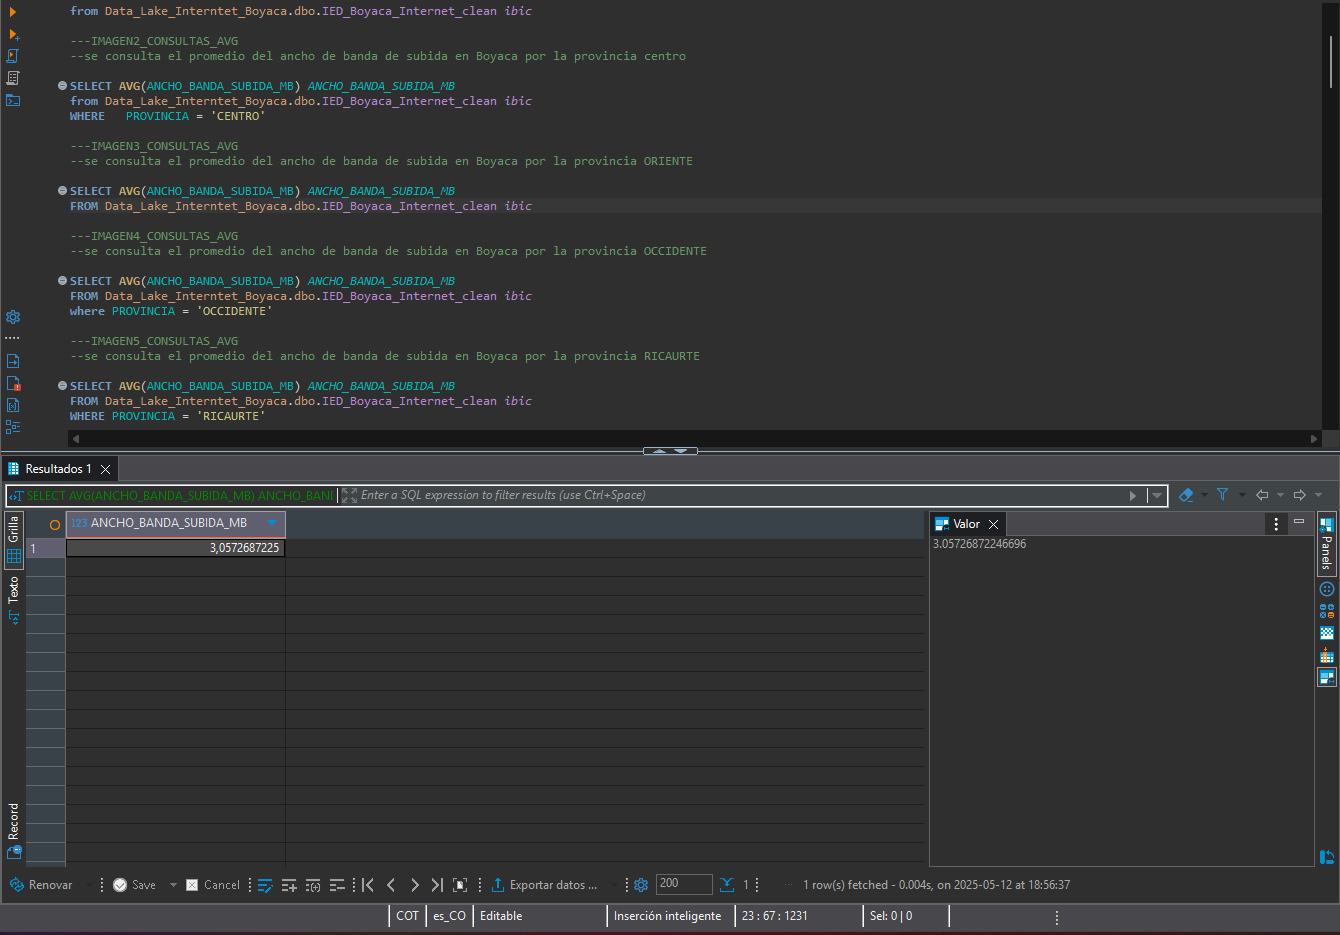 from Data_Lake_Interntet_Boyaca.dbo.IED_Boyaca_Internet_clean ibic
---IMAGEN2_CONSULTAS_AVG
--se consulta el promedio del ancho de banda de subida en Boyaca por la provincia centro
SELECT AVG(ANCHO_BANDA_SUBIDA_MB) ANCHO_BANDA_SUBIDA_MB
from Data_Lake_Interntet_Boyaca.dbo.IED_Boyaca_Internet_clean ibic
WHERE PROVINCIA = 'CENTRO'
---IMAGEN3_CONSULTAS_AVG
--se consulta el promedio del ancho de banda de subida en Boyaca por la provincia ORIENTE
SELECT AVG(ANCHO_BANDA_SUBIDA_MB) ANCHO_BANDA_SUBIDA_MB
FROM Data_Lake_Interntet_Boyaca.dbo.IED_Boyaca_Internet_clean ibic
---IMAGEN4_CONSULTAS_AVG
--se consulta el promedio del ancho de banda de subida en Boyaca por la provincia OCCIDENTE
SELECT AVG(ANCHO_BANDA_SUBIDA_MB) ANCHO_BANDA_SUBIDA_MB
FROM Data_Lake_Interntet_Boyaca.dbo.IED_Boyaca_Internet_clean ibic
where PROVINCIA = 'OCCIDENTE'
---IMAGEN5_CONSULTAS_AVG
--se consulta el promedio del ancho de banda de subida en Boyaca por la provincia RICAURTE
SELECT AVG(ANCHO_BANDA_SUBIDA_MB) ANCHO_BANDA_SUBIDA_MB
FROM Data_Lake_Interntet_Boyaca.dbo.IED_Boyaca_Internet_clean ibic
WHERE PROVINCIA = 'RICAURTE'
Resultados 1
SELECT AVG(ANCHO_BANDA_SUBIDA_MB) ANCHO_BAND Enter a SQL expression to filter results (use Ctrl+Space)
Grilla
Texto
Record
123 ANCHO_BANDA_SUBIDA_MB
1 3,0572687225
Valor
3.05726872246696
Panels
Renovar Save Cancel Exportar datos ... 200 1 1 row(s) fetched - 0.004s, on 2025-05-12 at 18:56:37
COT es_CO Editable Inserción inteligente 23 : 67 : 1231 Sel: 0 | 0